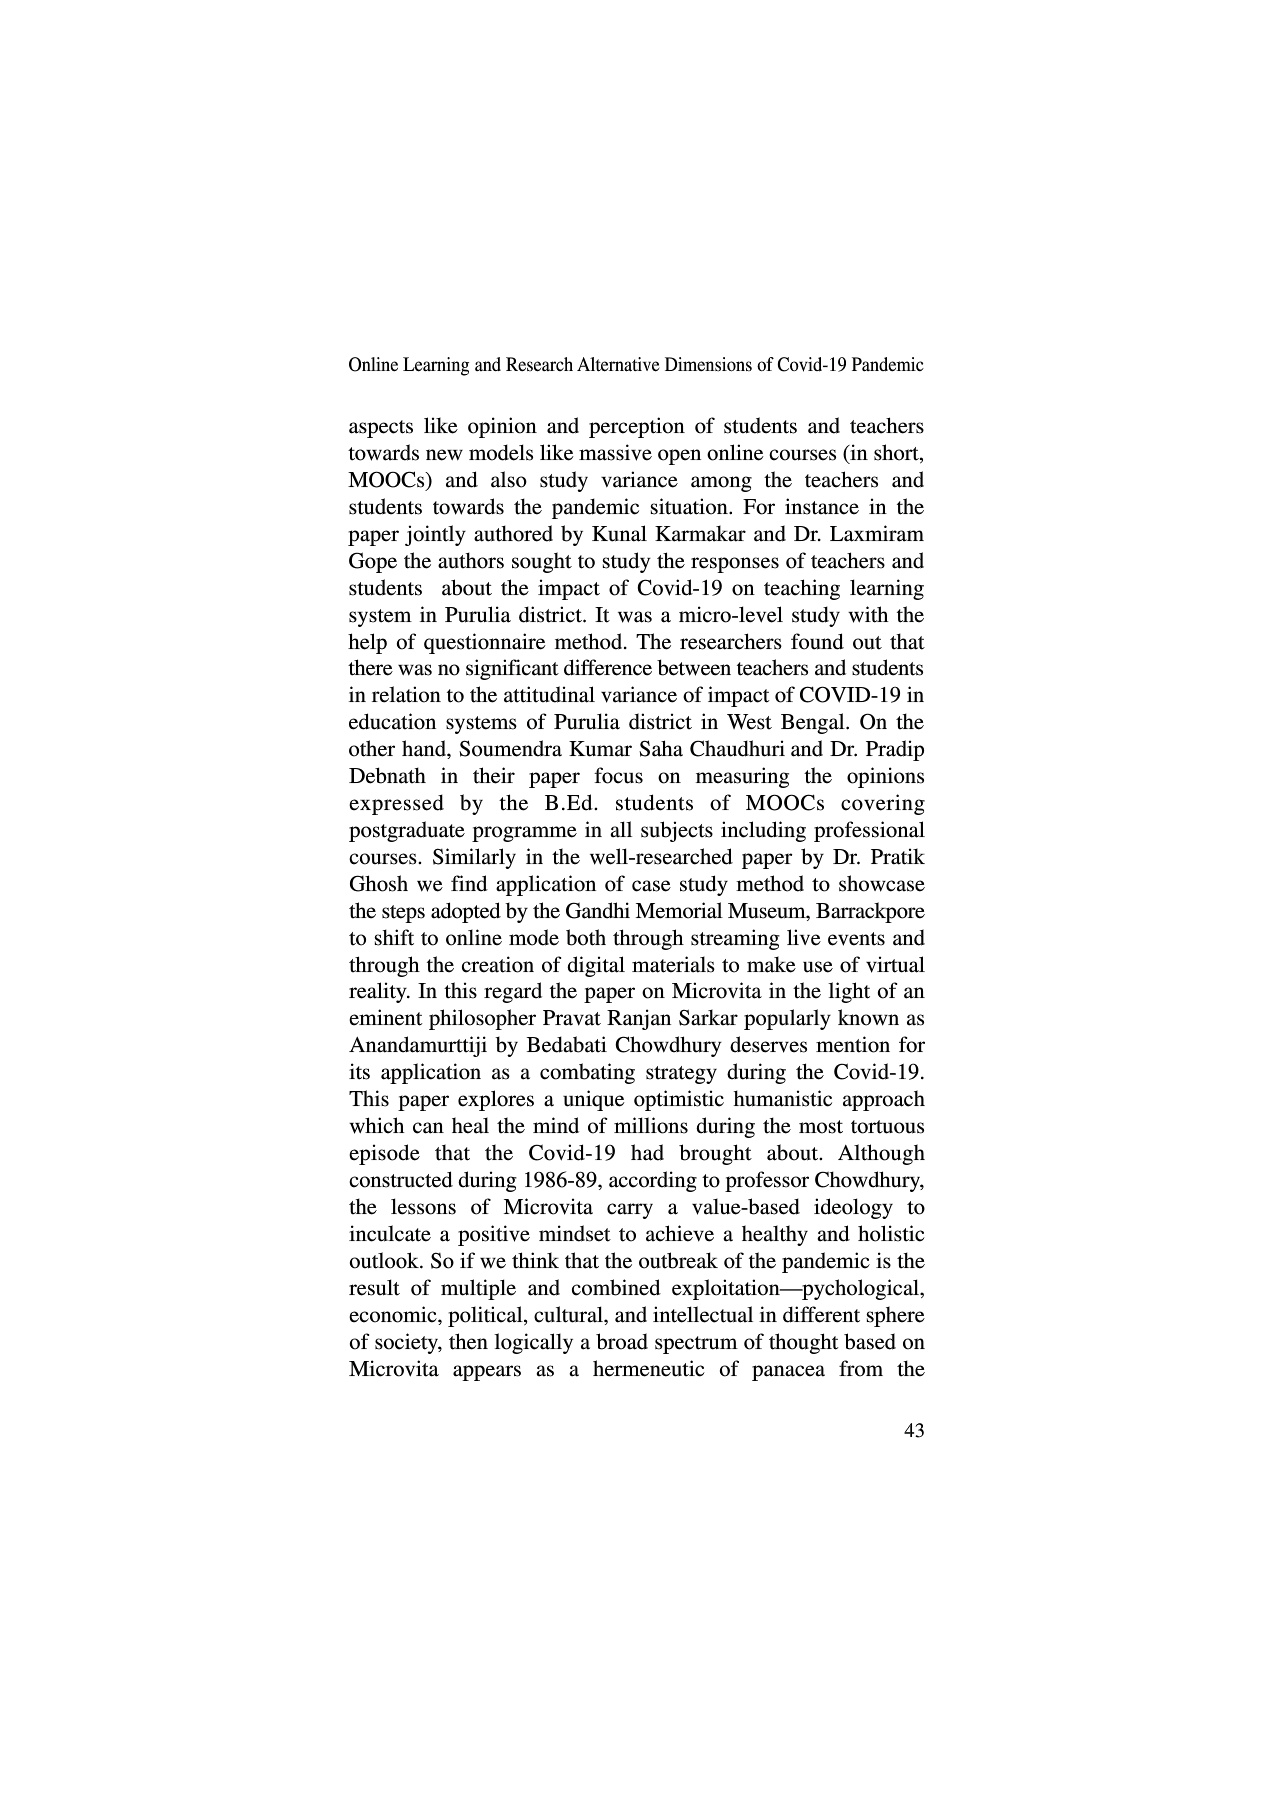 Online Learning and Research Alternative Dimensions of Covid-19 Pandemic
aspects like opinion and perception of students and teachers
towards new models like massive open online courses (in short,
MOOCs) and also study variance among the teachers and
students towards the pandemic situation. For instance in the
paper jointly authored by Kunal Karmakar and Dr. Laxmiram
Gope the authors sought to study the responses of teachers and
students about the impact of Covid-19 on teaching learning
system in Purulia district. It was a micro-level study with the
help of questionnaire method. The researchers found out that
there was no significant difference between teachers and students
in relation to the attitudinal variance of impact of COVID-19 in
education systems of Purulia district in West Bengal. On the
other hand, Soumendra Kumar Saha Chaudhuri and Dr. Pradip
Debnath in their paper focus on measuring the opinions
expressed by the B.Ed. students of MOOCs covering
postgraduate programme in all subjects including professional
courses. Similarly in the well-researched paper by Dr. Pratik
Ghosh we find application of case study method to showcase
the steps adopted by the Gandhi Memorial Museum, Barrackpore
to shift to online mode both through streaming live events and
through the creation of digital materials to make use of virtual
reality. In this regard the paper on Microvita in the light of an
eminent philosopher Pravat Ranjan Sarkar popularly known as
Anandamurttiji by Bedabati Chowdhury deserves mention for
its application as a combating strategy during the Covid-19.
This paper explores a unique optimistic humanistic approach
which can heal the mind of millions during the most tortuous
episode that the Covid-19 had brought about. Although
constructed during 1986-89, according to professor Chowdhury,
the lessons of Microvita carry a value-based ideology to
inculcate a positive mindset to achieve a healthy and holistic
outlook. So if we think that the outbreak of the pandemic is the
result of multiple and combined exploitation—pychological,
economic, political, cultural, and intellectual in different sphere
of society, then logically a broad spectrum of thought based on
Microvita appears as a hermeneutic of panacea from the
43